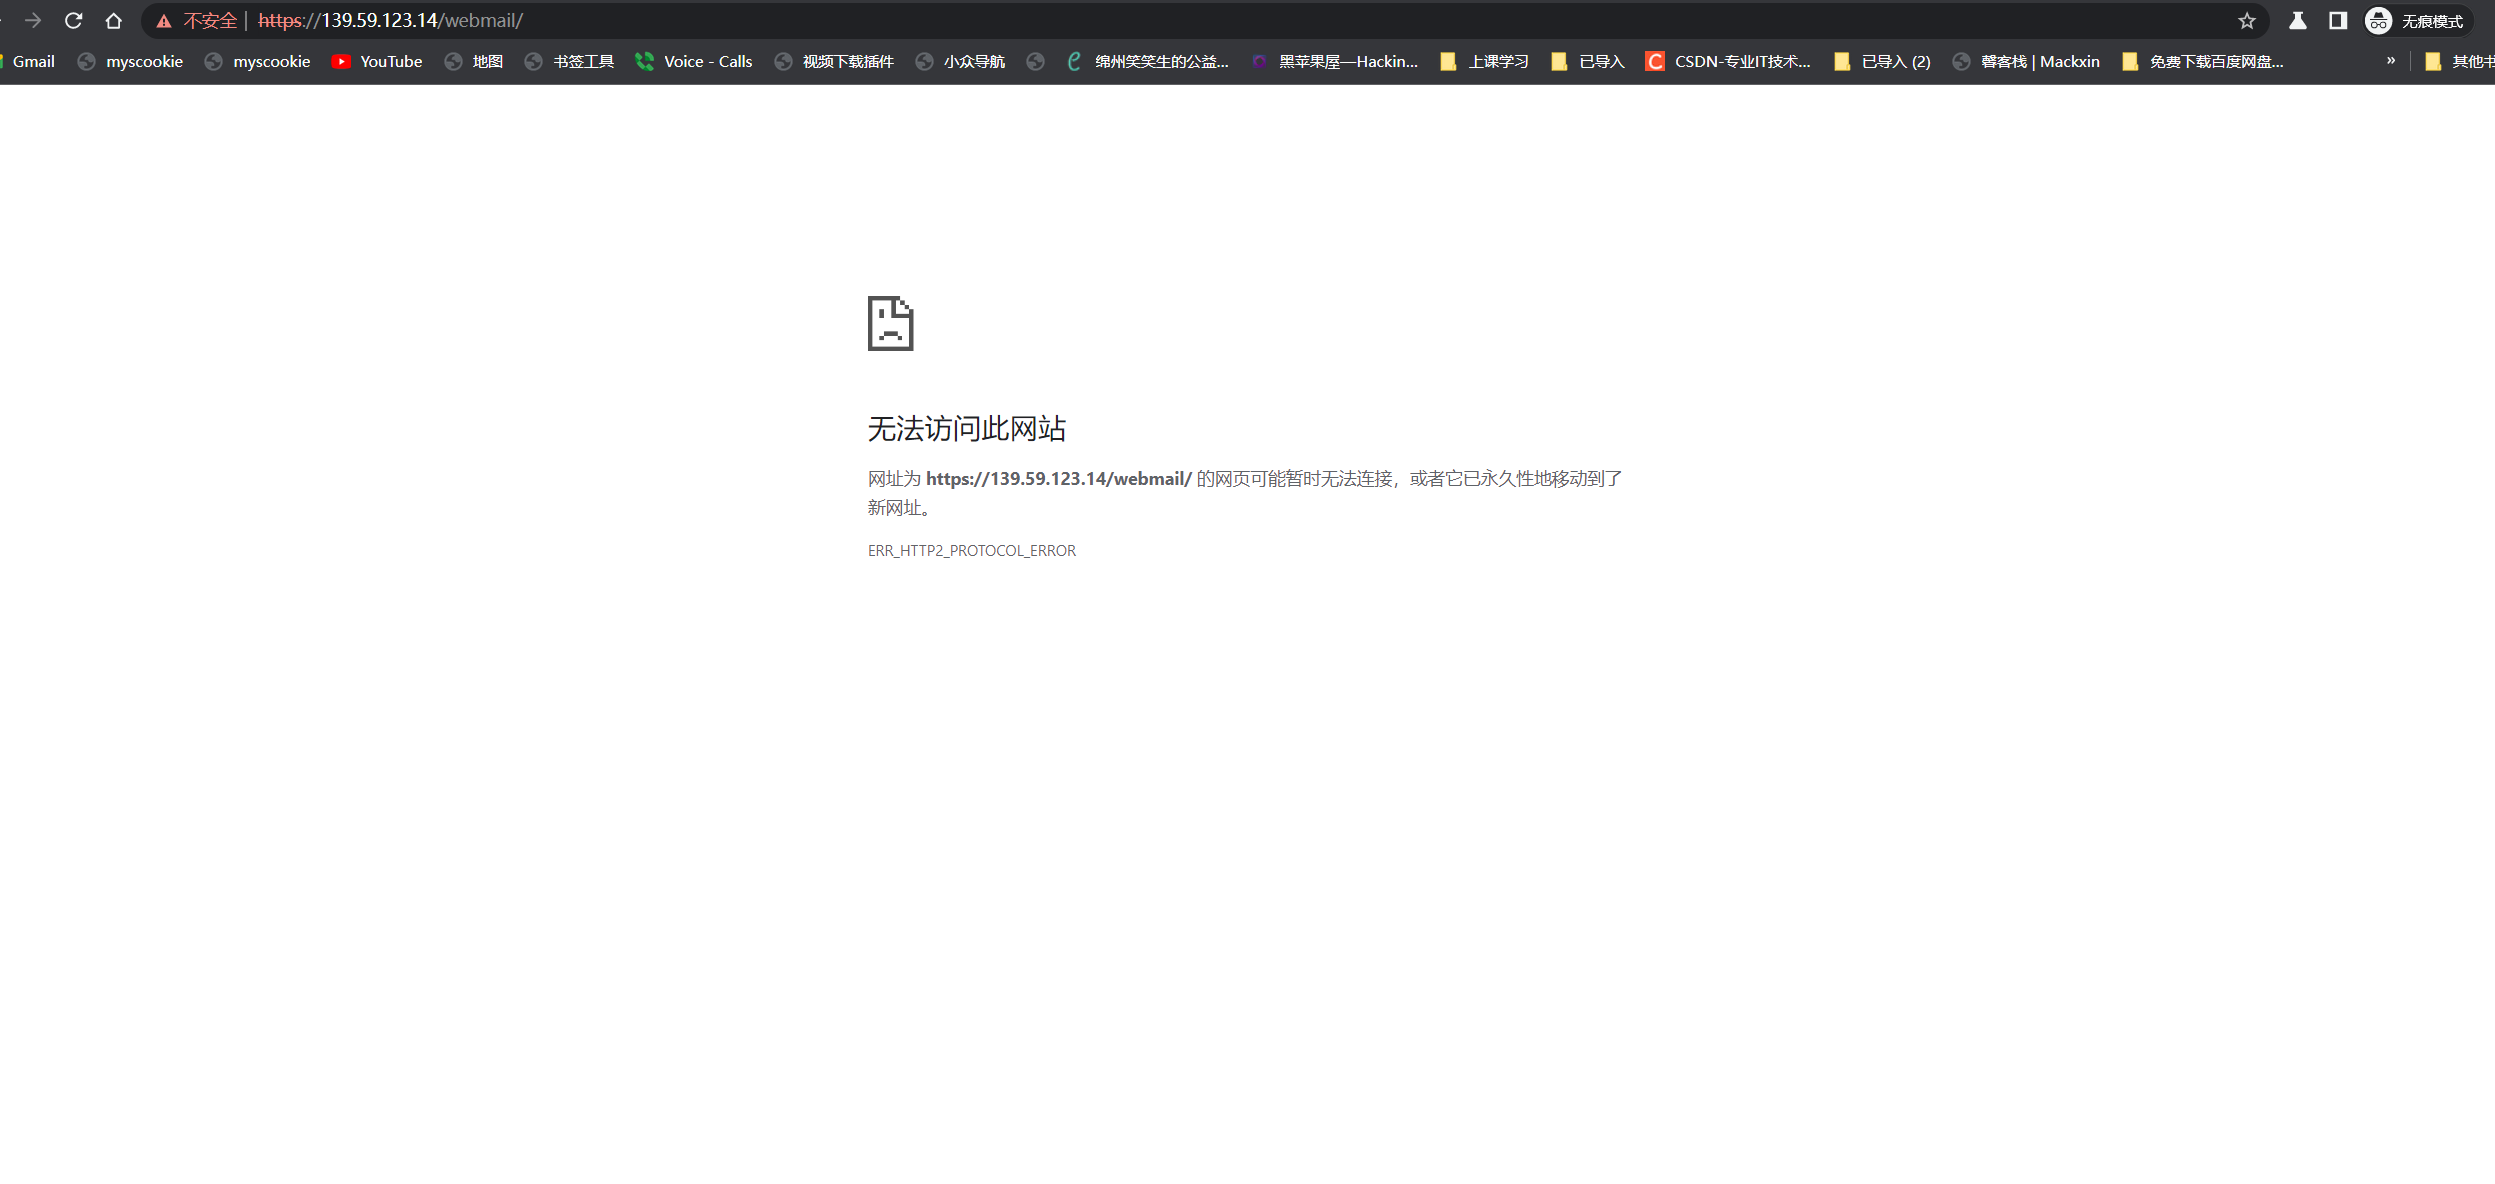 不安全 https://139.59.123.14/webmail/ 无痕模式
Gmail myscookie myscookie YouTube 地图 书签工具 Voice - Calls 视频下载插件 小众导航 绵州笑笑生的公益... 黑苹果屋—Hackin... 上课学习 已导入 CSDN-专业IT技术... 已导入 (2) 馨客栈 | Mackxin 免费下载百度网盘... » 其他书
无法访问此网站
网址为 https://139.59.123.14/webmail/ 的网页可能暂时无法连接，或者它已永久性地移动到了
新网址。
ERR_HTTP2_PROTOCOL_ERROR